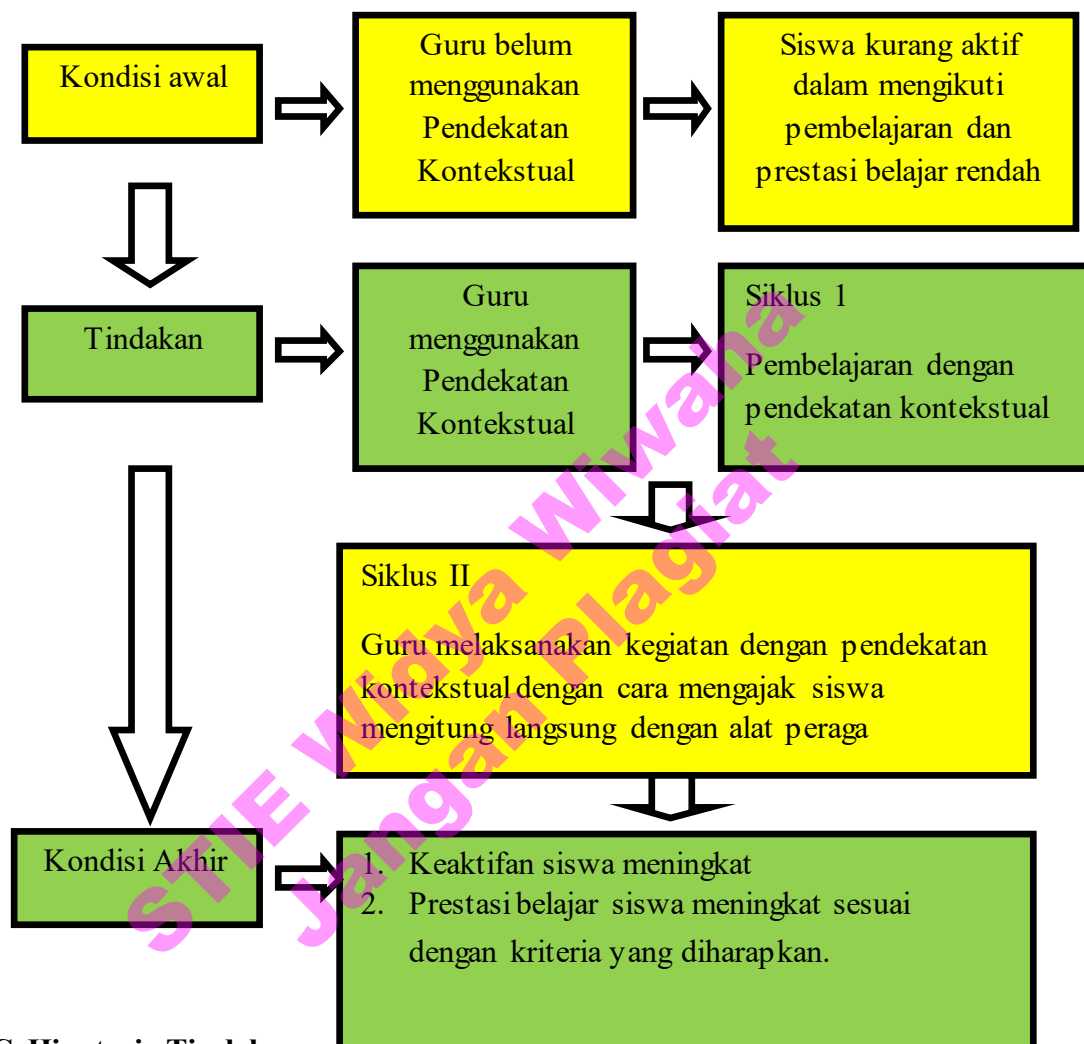 Kondisi awal
Guru belum
menggunakan
Pendekatan
Kontekstual
Siswa kurang aktif
dalam mengikuti
pembelajaran dan
prestasi belajar rendah
Tindakan
Guru
menggunakan
Pendekatan
Kontekstual
Siklus 1
Pembelajaran dengan
pendekatan kontekstual
Siklus II
Guru melaksanakan kegiatan dengan pendekatan
kontekstual dengan cara mengajak siswa
mengitung langsung dengan alat peraga
Kondisi Akhir
1. Keaktifan siswa meningkat
2. Prestasi belajar siswa meningkat sesuai
dengan kriteria yang diharapkan.
STIE Widya Wiwaha
Jangan Plagiat